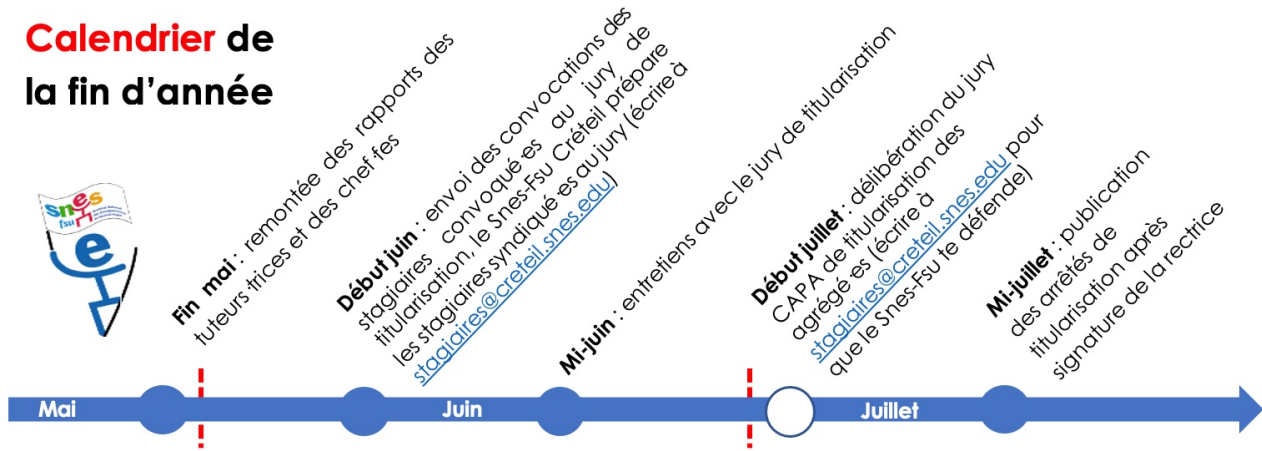 Calendrier de
la fin d'année
snes
fsu
e
Fin mai : remontée des rapports des
tuteurs·trices et des chef·fes
Début juin : envoi des convocations des
stagiaires convoqué·es au jury de
titularisation, le Snes-Fsu Créteil prépare
les stagiaires syndiqué·es au jury (écrire à
stagiaires@creteil.snes.edu)
Mi-juin : entretiens avec le jury de titularisation
Début juillet : délibération du jury
CAPA de titularisation des
agrégé·es (écrire à
stagiaires@creteil.snes.edu pour
que le Snes-Fsu te défende)
Mi-juillet : publication
des arrêtés de
titularisation après
signature de la rectrice
Mai
Juin
Juillet